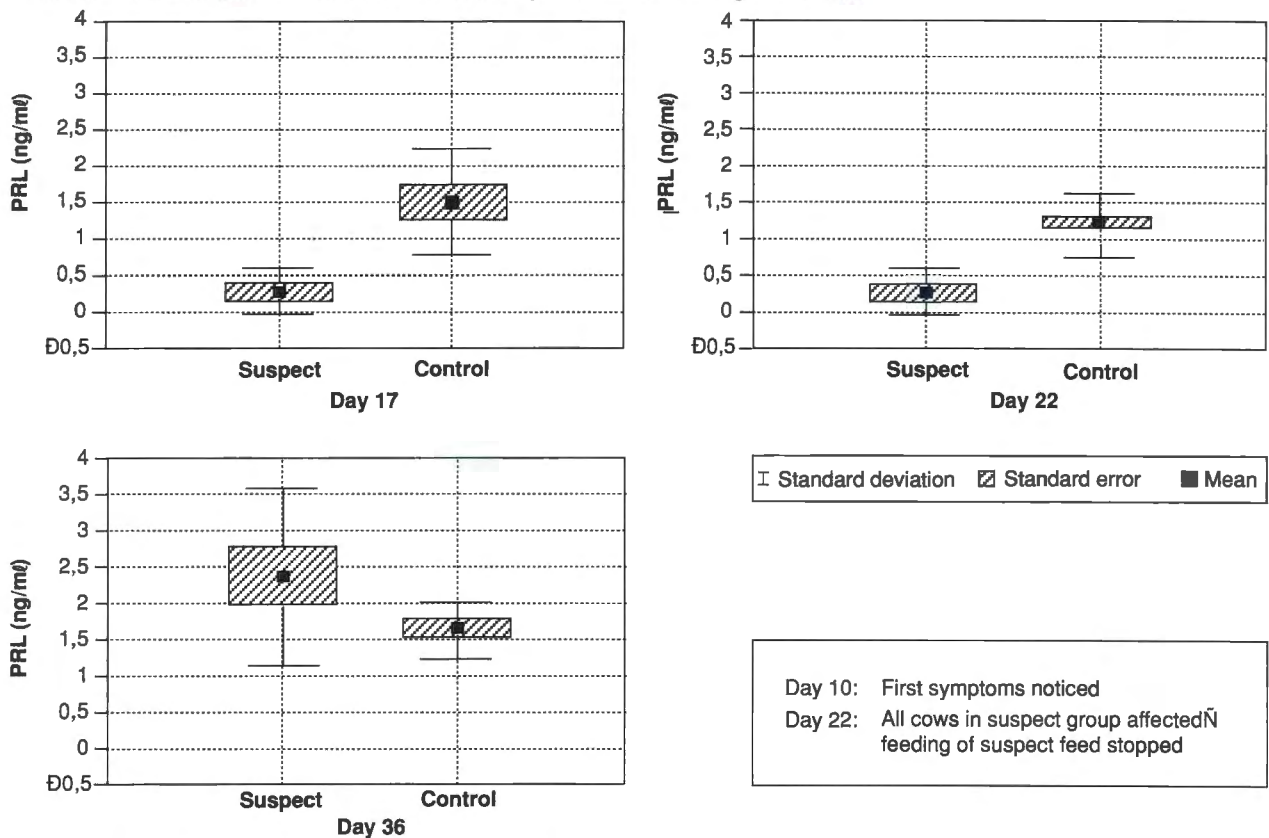 4
3,5
3
2,5
2
1,5
1
0,5
0
Ð0,5
PRL (ng/mℓ)
Suspect Control
Day 17
4
3,5
3
2,5
2
1,5
1
0,5
0
Ð0,5
PRL (ng/mℓ)
Suspect Control
Day 22
4
3,5
3
2,5
2
1,5
1
0,5
0
Ð0,5
PRL (ng/mℓ)
Suspect Control
Day 36
Standard deviation Standard error Mean
Day 10: First symptoms noticed
Day 22: All cows in suspect group affectedÑ
feeding of suspect feed stopped